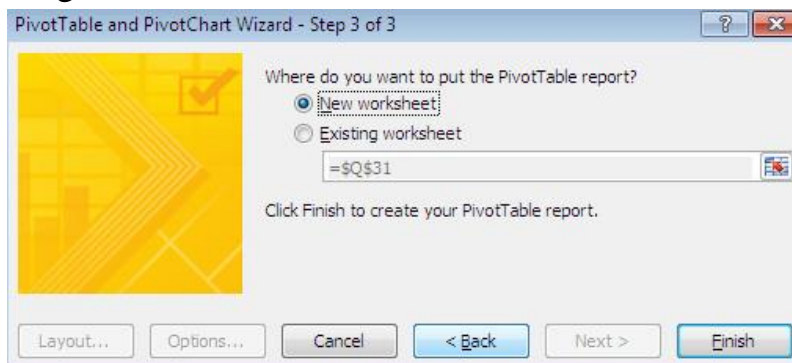 PivotTable and PivotChart Wizard - Step 3 of 3
Where do you want to put the PivotTable report?
New worksheet
Existing worksheet
=$Q$31
Click Finish to create your PivotTable report.
Layout... Options... Cancel < Back Next > Finish